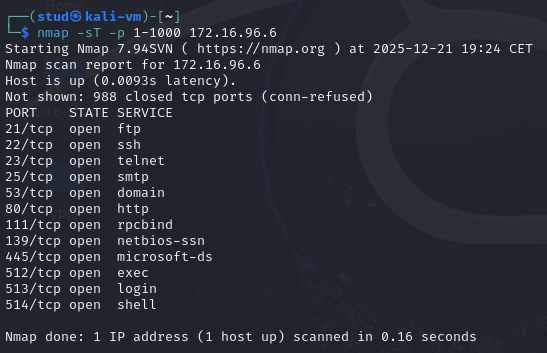 ┌──(stud㉿kali-vm)-[~]
└─$ nmap -sT -p 1-1000 172.16.96.6
Starting Nmap 7.94SVN ( https://nmap.org ) at 2025-12-21 19:24 CET
Nmap scan report for 172.16.96.6
Host is up (0.0093s latency).
Not shown: 988 closed tcp ports (conn-refused)
PORT    STATE SERVICE
21/tcp  open  ftp
22/tcp  open  ssh
23/tcp  open  telnet
25/tcp  open  smtp
53/tcp  open  domain
80/tcp  open  http
111/tcp open  rpcbind
139/tcp open  netbios-ssn
445/tcp open  microsoft-ds
512/tcp open  exec
513/tcp open  login
514/tcp open  shell

Nmap done: 1 IP address (1 host up) scanned in 0.16 seconds